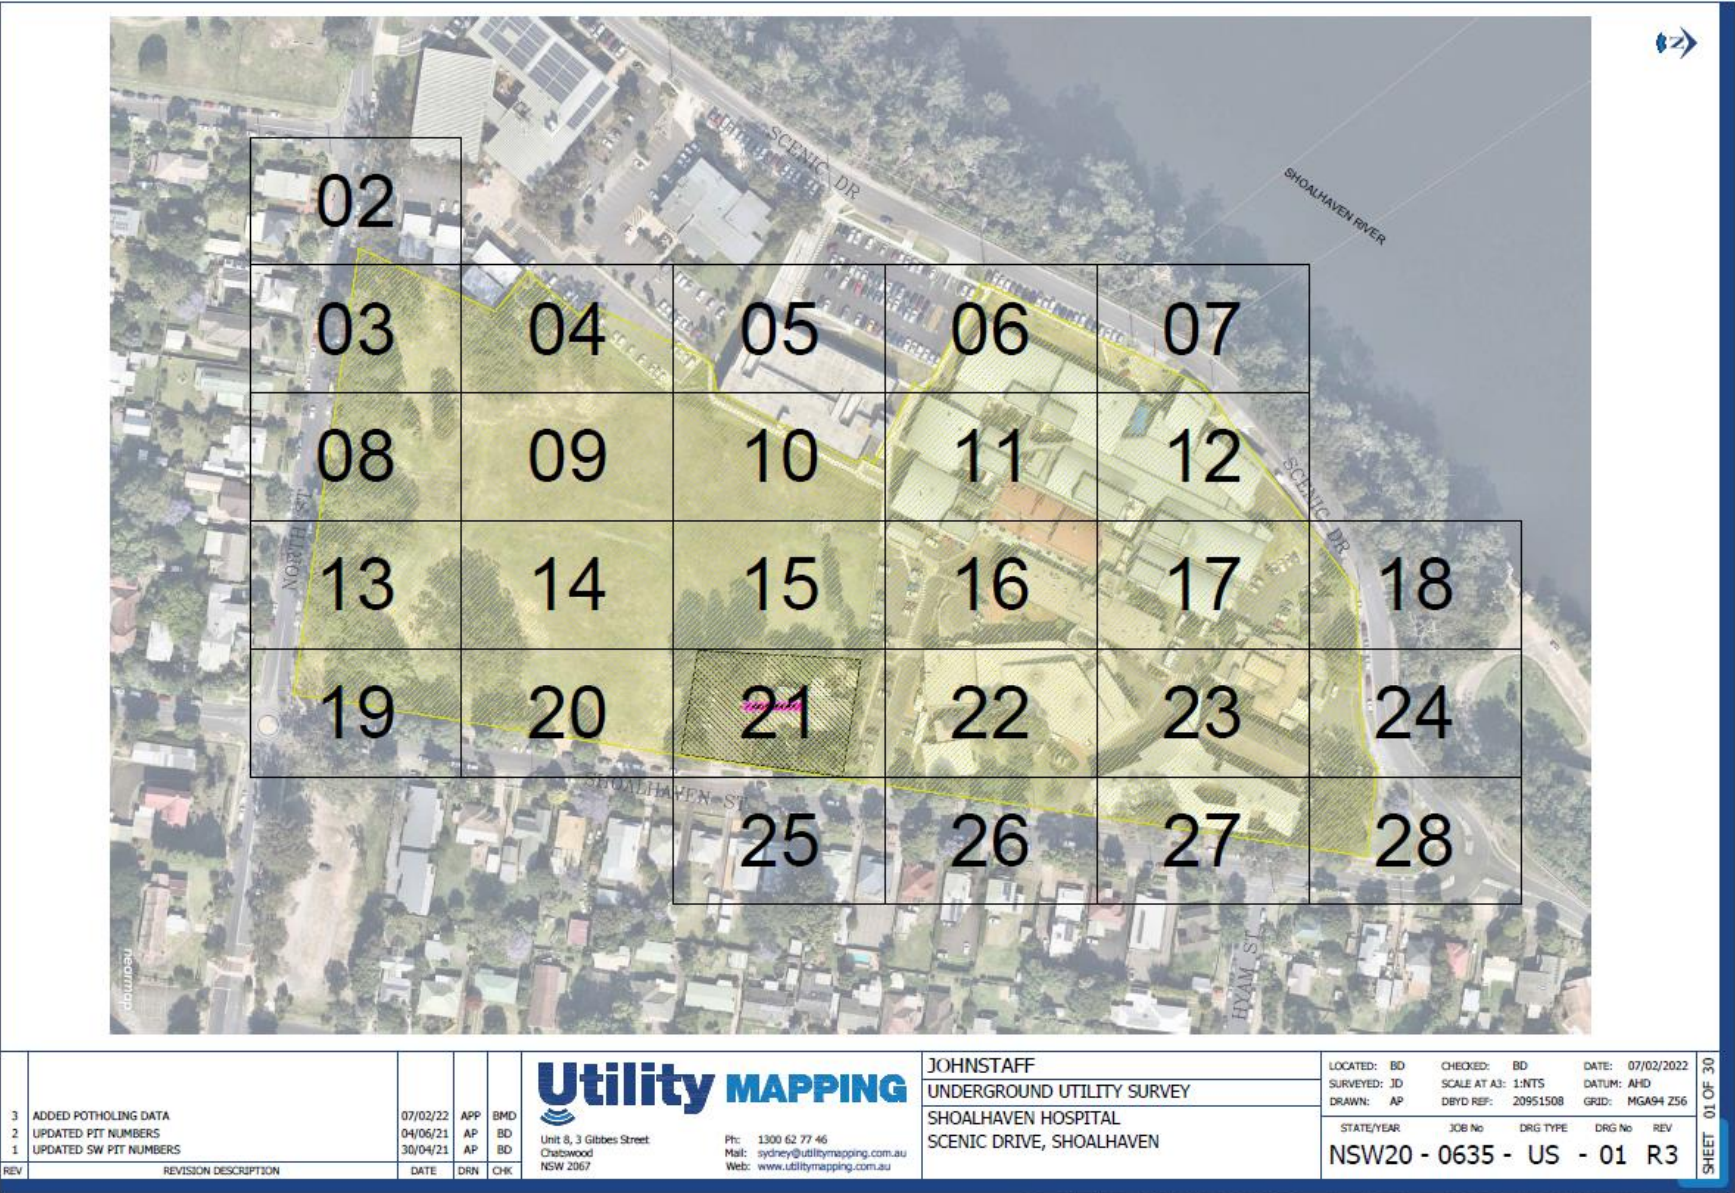 N
SCENIC DR
SHOALHAVEN RIVER
02
03 04 05 06 07
08 09 10 11 12
NORTH ST
SCENIC DR
13 14 15 16 17 18
19 20 21 22 23 24
SHOALHAVEN ST
25 26 27 28
HYAM ST
nearmap
3 ADDED POTHOLING DATA 07/02/22 APP BMD
2 UPDATED PIT NUMBERS 04/06/21 AP BD
1 UPDATED SW PIT NUMBERS 30/04/21 AP BD
REV REVISION DESCRIPTION DATE DRN CHK
Utility MAPPING
Unit 8, 3 Gibbes Street
Chatswood
NSW 2067
Ph: 1300 62 77 46
Mail: sydney@utilitymapping.com.au
Web: www.utilitymapping.com.au
JOHNSTAFF
UNDERGROUND UTILITY SURVEY
SHOALHAVEN HOSPITAL
SCENIC DRIVE, SHOALHAVEN
LOCATED: BD CHECKED: BD DATE: 07/02/2022
SURVEYED: JD SCALE AT A3: 1:NTS DATUM: AHD
DRAWN: AP DBYD REF: 20951508 GRID: MGA94 Z56
STATE/YEAR JOB No DRG TYPE DRG No REV
NSW20 - 0635 - US - 01 R3
SHEET 01 OF 30